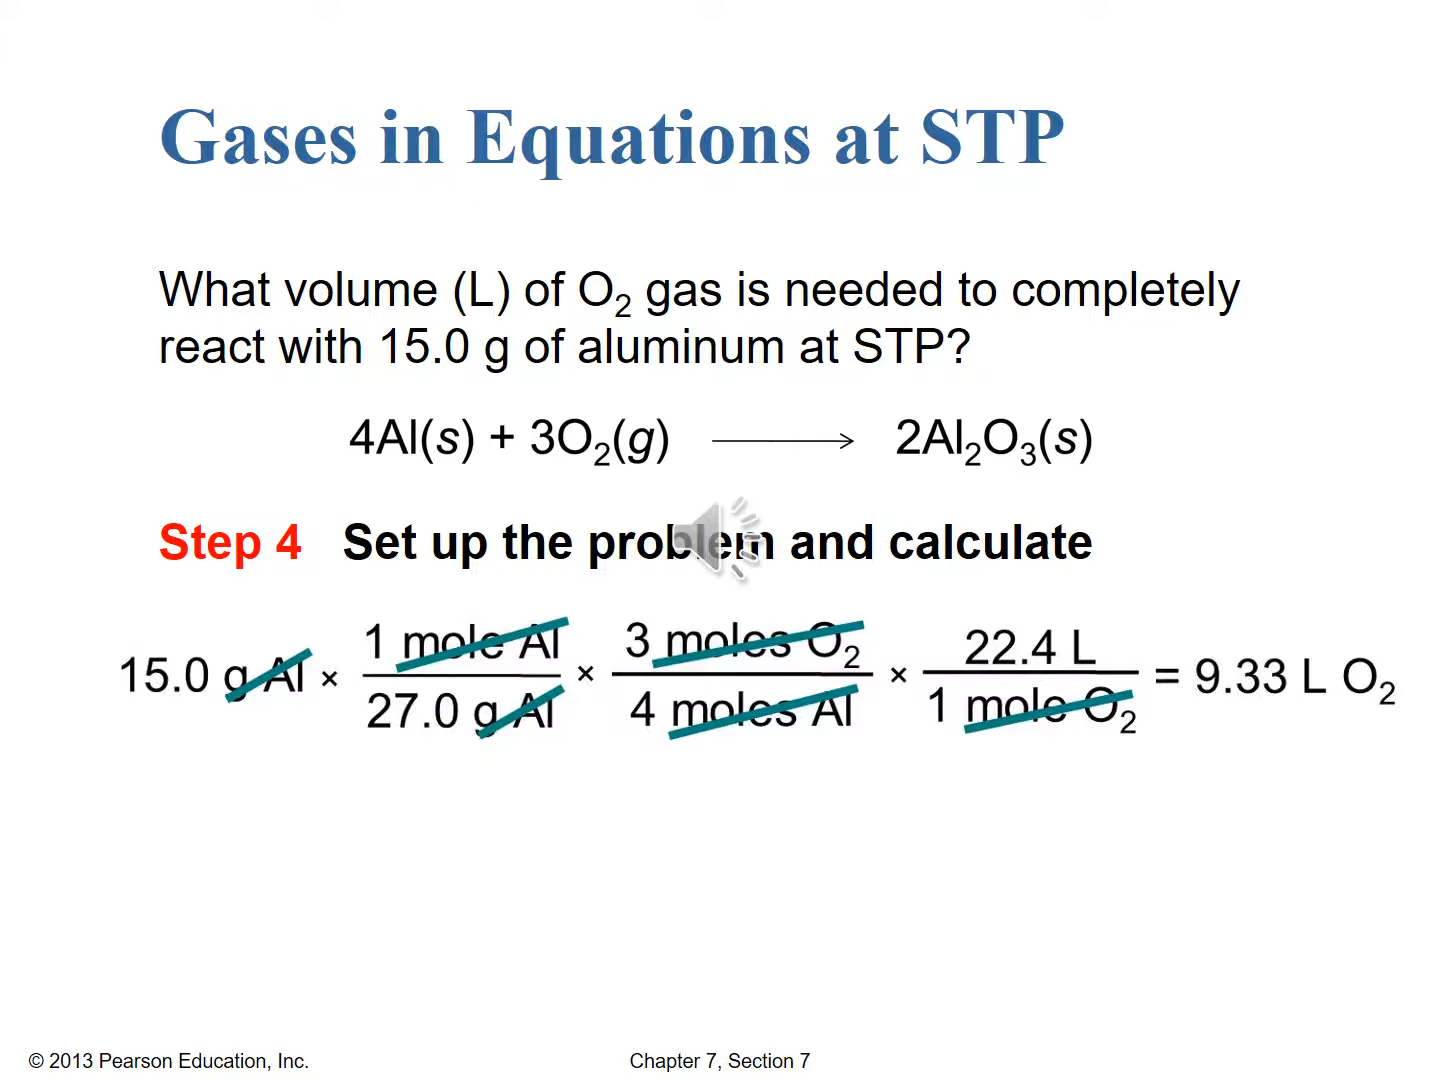 Gases in Equations at STP
What volume (L) of O₂ gas is needed to completely
react with 15.0 g of aluminum at STP?
4Al(s) + 3O₂(g) ⟶ 2Al₂O₃(s)
Step 4 Set up the problem and calculate
15.0 g Al × 1 mole Al / 27.0 g Al × 3 moles O₂ / 4 moles Al × 22.4 L / 1 mole O₂ = 9.33 L O₂
© 2013 Pearson Education, Inc.
Chapter 7, Section 7